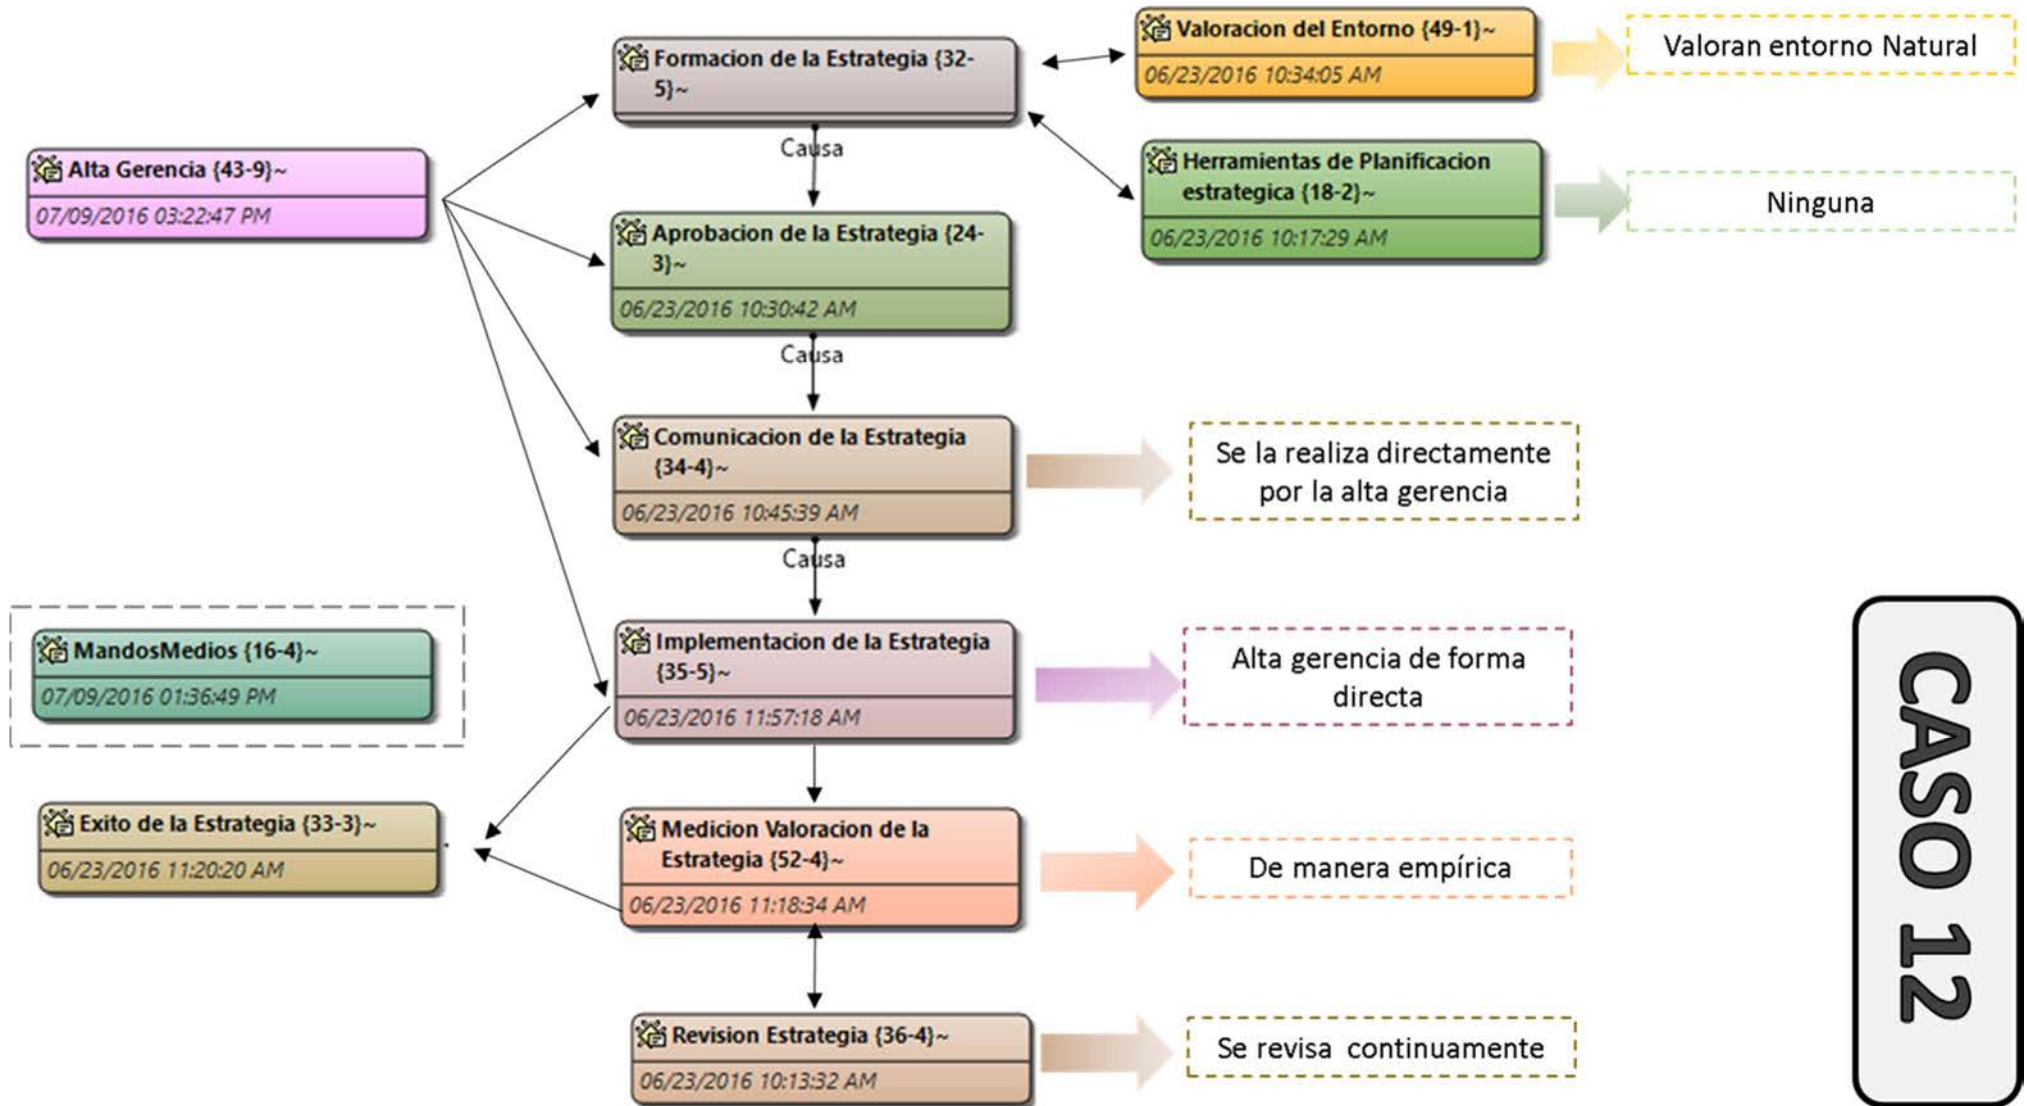 Valoracion del Entorno {49-1}~
06/23/2016 10:34:05 AM
Valoran entorno Natural
Formacion de la Estrategia {32-
5}~
Causa
Alta Gerencia {43-9}~
07/09/2016 03:22:47 PM
Herramientas de Planificacion
estrategica {18-2}~
06/23/2016 10:17:29 AM
Ninguna
Aprobacion de la Estrategia {24-
3}~
06/23/2016 10:30:42 AM
Causa
Comunicacion de la Estrategia
{34-4}~
06/23/2016 10:45:39 AM
Se la realiza directamente
por la alta gerencia
Causa
MandosMedios {16-4}~
07/09/2016 01:36:49 PM
Implementacion de la Estrategia
{35-5}~
06/23/2016 11:57:18 AM
Alta gerencia de forma
directa
Exito de la Estrategia {33-3}~
06/23/2016 11:20:20 AM
Medicion Valoracion de la
Estrategia {52-4}~
06/23/2016 11:18:34 AM
De manera empírica
Revision Estrategia {36-4}~
06/23/2016 10:13:32 AM
Se revisa continuamente
CASO 12